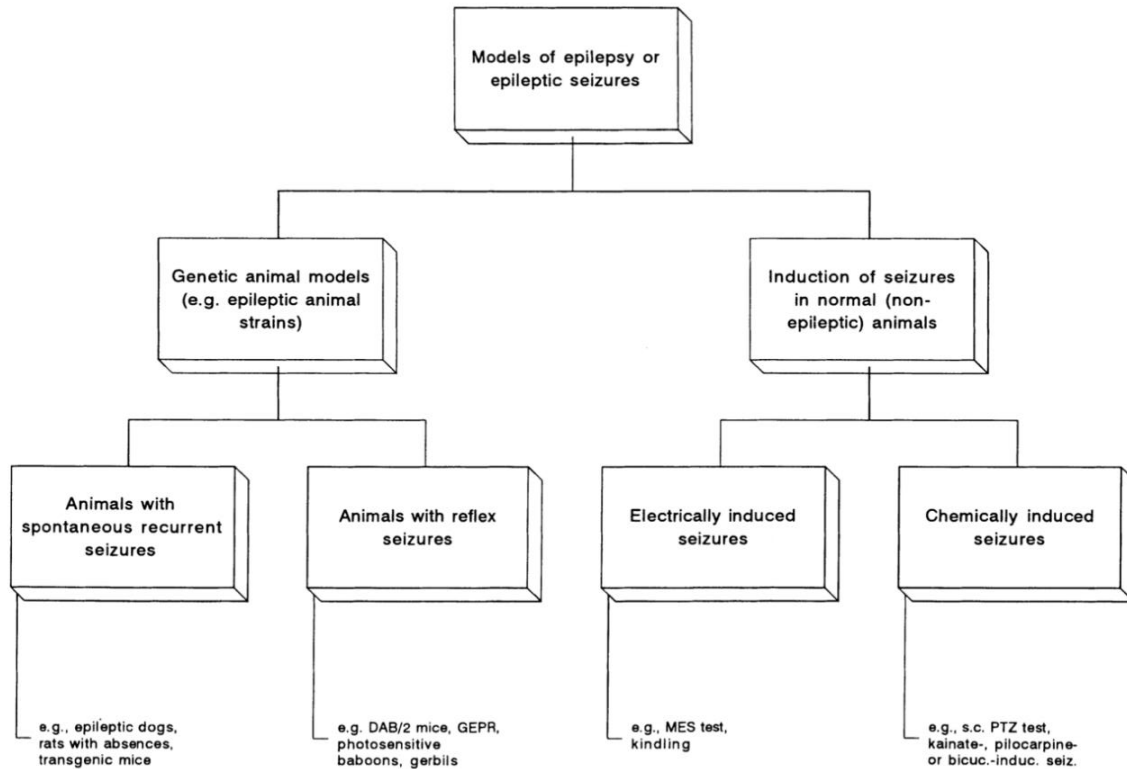 Models of epilepsy or
epileptic seizures
Genetic animal models
(e.g. epileptic animal
strains)
Induction of seizures
in normal (non-
epileptic) animals
Animals with
spontaneous recurrent
seizures
Animals with reflex
seizures
Electrically induced
seizures
Chemically induced
seizures
e.g., epileptic dogs,
rats with absences,
transgenic mice
e.g. DAB/2 mice, GEPR,
photosensitive
baboons, gerbils
e.g., MES test,
kindling
e.g., s.c. PTZ test,
kainate-, pilocarpine-
or bicuc.-induc. seiz.